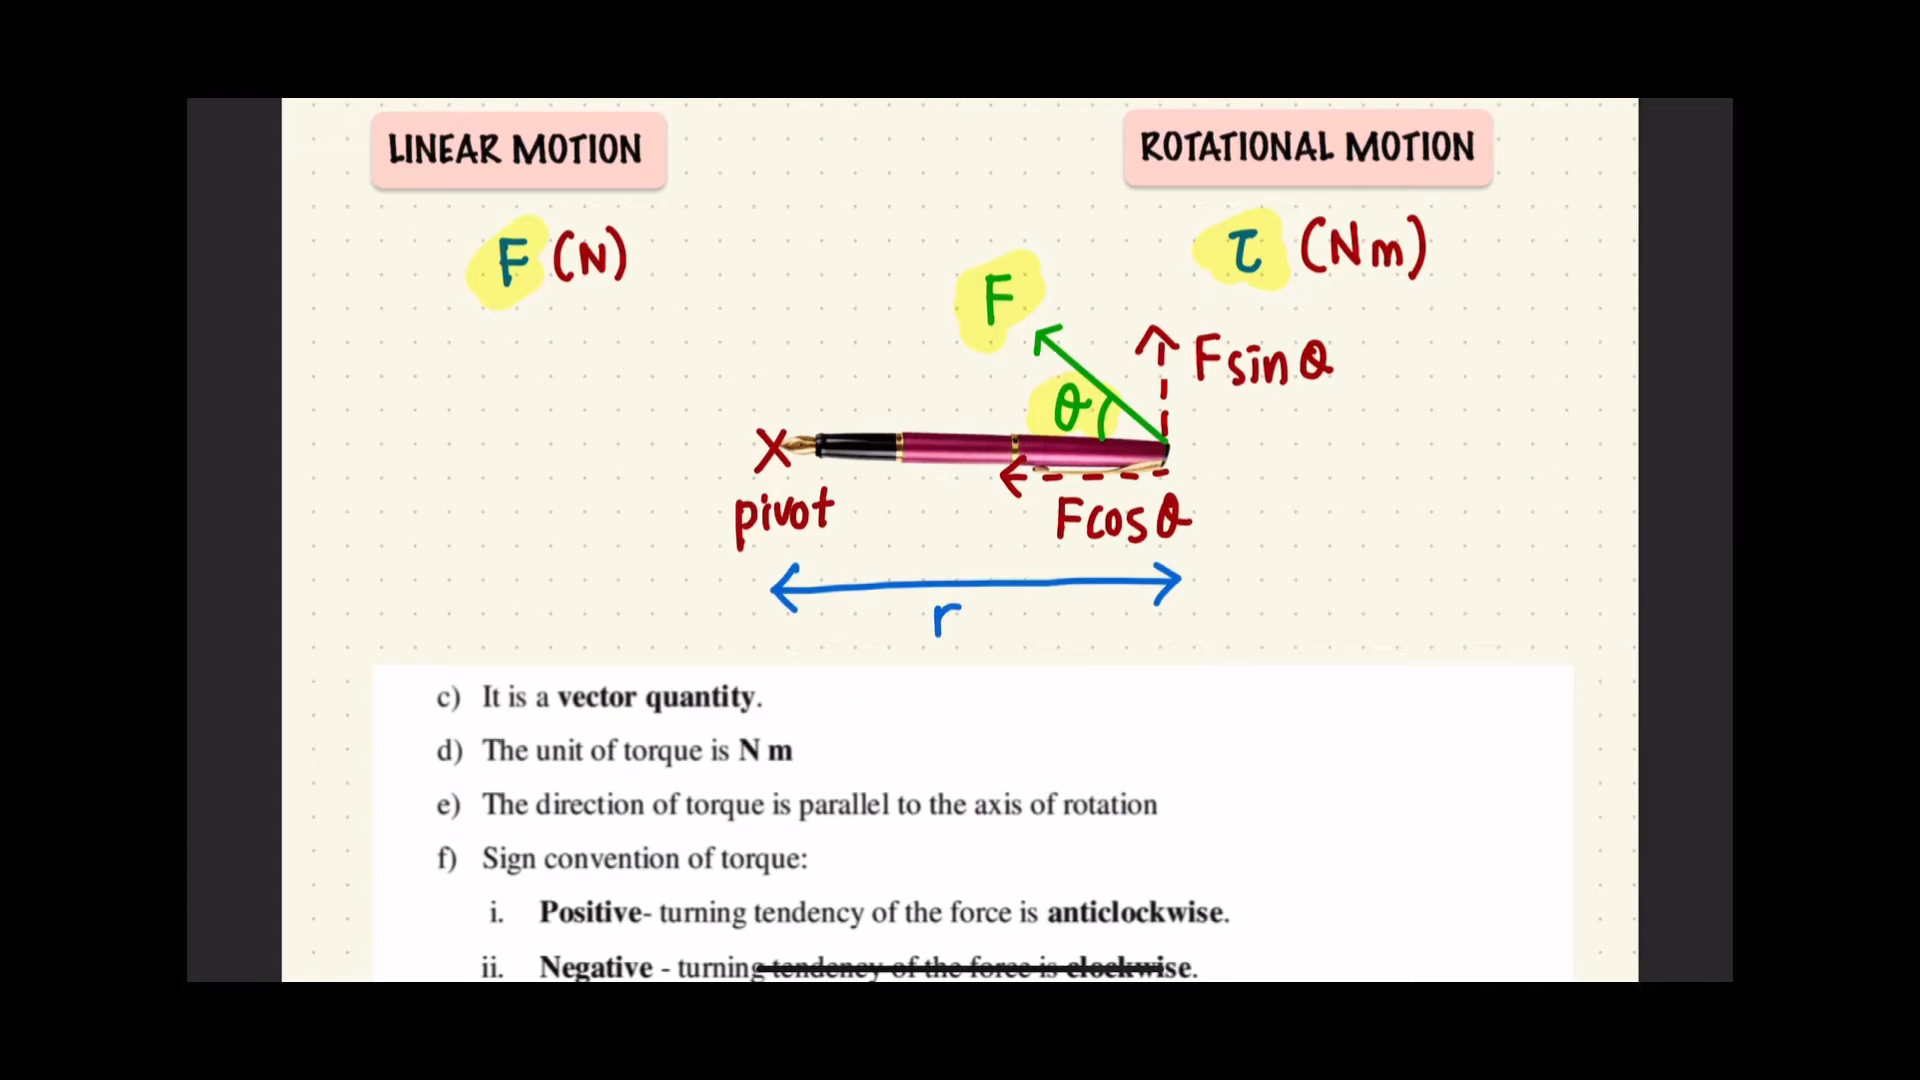 LINEAR MOTION
ROTATIONAL MOTION
F (N)
τ (Nm)
F
F sin θ
θ
pivot
F cos θ
r
c) It is a vector quantity.
d) The unit of torque is N m
e) The direction of torque is parallel to the axis of rotation
f) Sign convention of torque:
i. Positive- turning tendency of the force is anticlockwise.
ii. Negative - turning tendency of the force is clockwise.